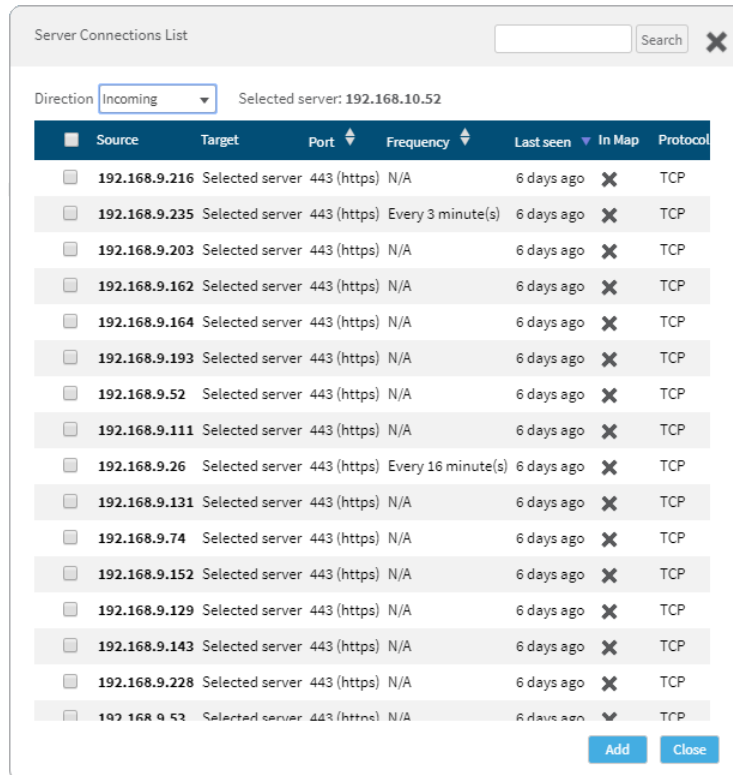 Server Connections List Search
Direction Incoming Selected server: 192.168.10.52
Source Target Port Frequency Last seen In Map Protocol
192.168.9.216 Selected server 443 (https) N/A 6 days ago TCP
192.168.9.235 Selected server 443 (https) Every 3 minute(s) 6 days ago TCP
192.168.9.203 Selected server 443 (https) N/A 6 days ago TCP
192.168.9.162 Selected server 443 (https) N/A 6 days ago TCP
192.168.9.164 Selected server 443 (https) N/A 6 days ago TCP
192.168.9.193 Selected server 443 (https) N/A 6 days ago TCP
192.168.9.52 Selected server 443 (https) N/A 6 days ago TCP
192.168.9.111 Selected server 443 (https) N/A 6 days ago TCP
192.168.9.26 Selected server 443 (https) Every 16 minute(s) 6 days ago TCP
192.168.9.131 Selected server 443 (https) N/A 6 days ago TCP
192.168.9.74 Selected server 443 (https) N/A 6 days ago TCP
192.168.9.152 Selected server 443 (https) N/A 6 days ago TCP
192.168.9.129 Selected server 443 (https) N/A 6 days ago TCP
192.168.9.143 Selected server 443 (https) N/A 6 days ago TCP
192.168.9.228 Selected server 443 (https) N/A 6 days ago TCP
192.168.9.53 Selected server 443 (https) N/A 6 days ago TCP
Add Close